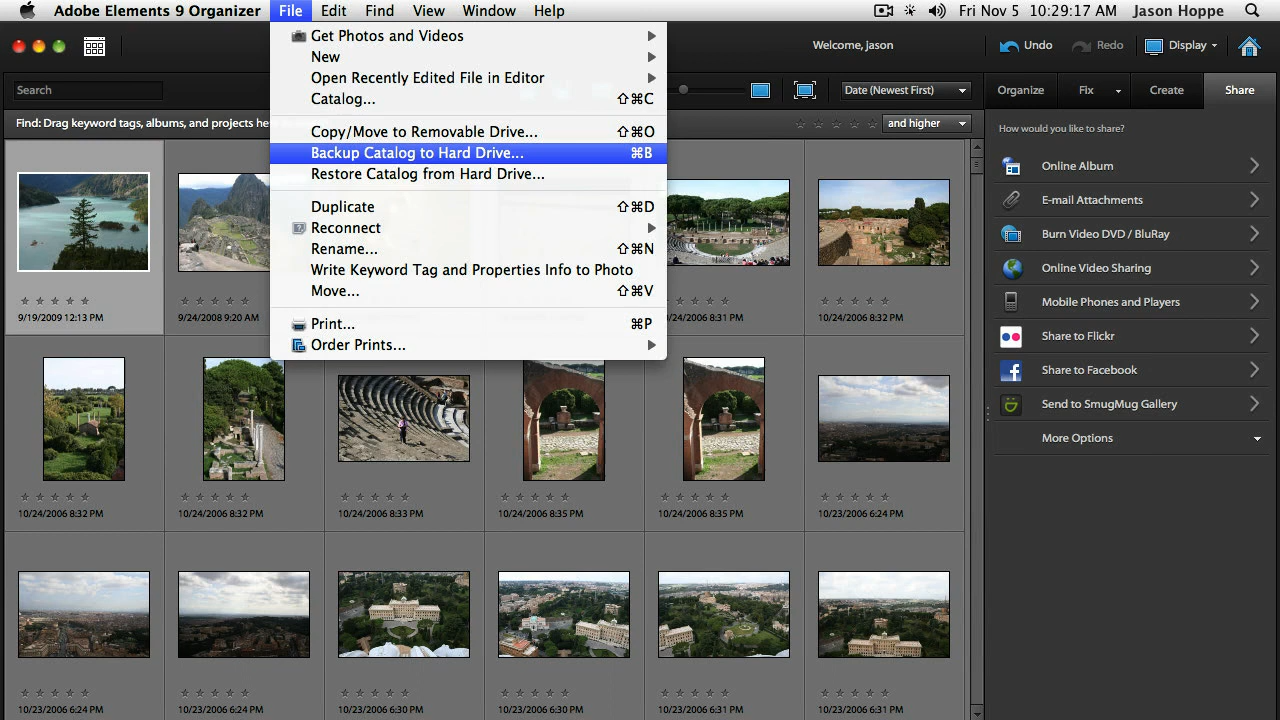 Adobe Elements 9 Organizer File Edit Find View Window Help Fri Nov 5 10:29:17 AM Jason Hoppe
Welcome, Jason Undo Redo Display
Search Date (Newest First) Organize Fix Create Share
Find: Drag keyword tags, albums, and projects he and higher
Get Photos and Videos
New
Open Recently Edited File in Editor
Catalog... ⇧⌘C
Copy/Move to Removable Drive... ⇧⌘O
Backup Catalog to Hard Drive... ⌘B
Restore Catalog from Hard Drive...
Duplicate ⇧⌘D
Reconnect
Rename... ⇧⌘N
Write Keyword Tag and Properties Info to Photo
Move... ⇧⌘V
Print... ⌘P
Order Prints...
How would you like to share?
Online Album
E-mail Attachments
Burn Video DVD / BluRay
Online Video Sharing
Mobile Phones and Players
Share to Flickr
Share to Facebook
Send to SmugMug Gallery
More Options
9/19/2009 12:13 PM 9/24/2008 9:20 AM 10/24/2006 8:31 PM 10/24/2006 8:32 PM
10/24/2006 8:32 PM 10/24/2006 8:32 PM 10/24/2006 8:33 PM 10/24/2006 8:35 PM 10/24/2006 8:35 PM 10/23/2006 6:24 PM
10/23/2006 6:24 PM 10/23/2006 6:24 PM 10/23/2006 6:30 PM 10/23/2006 6:30 PM 10/23/2006 6:31 PM 10/23/2006 6:31 PM